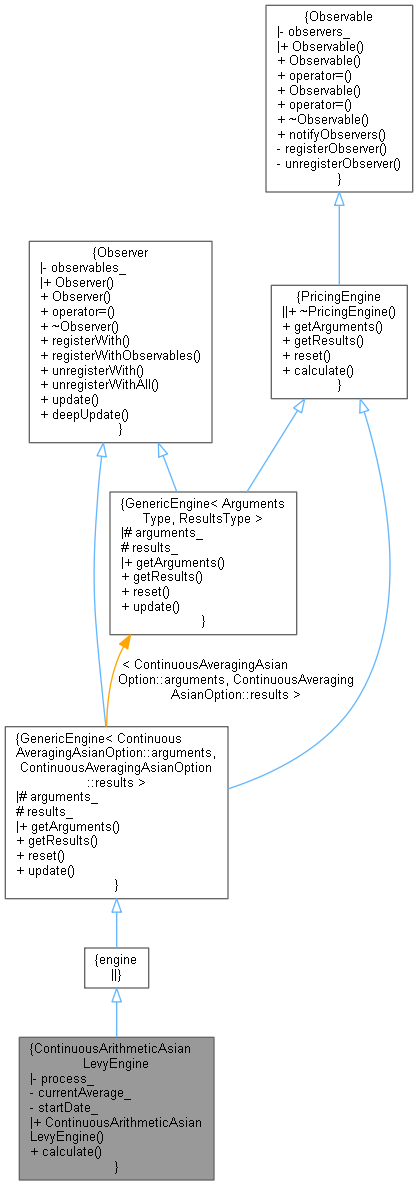 {Observable
|- observers_
|+ Observable()
+ Observable()
+ operator=()
+ Observable()
+ operator=()
+ ~Observable()
+ notifyObservers()
- registerObserver()
- unregisterObserver()
}
{Observer
|- observables_
|+ Observer()
+ Observer()
+ operator=()
+ ~Observer()
+ registerWith()
+ registerWithObservables()
+ unregisterWith()
+ unregisterWithAll()
+ update()
+ deepUpdate()
}
{PricingEngine
||+ ~PricingEngine()
+ getArguments()
+ getResults()
+ reset()
+ calculate()
}
{GenericEngine< Arguments
Type, ResultsType >
|# arguments_
# results_
|+ getArguments()
+ getResults()
+ reset()
+ update()
}
< ContinuousAveragingAsian
Option::arguments, ContinuousAveraging
AsianOption::results >
{GenericEngine< Continuous
AveragingAsianOption::arguments,
ContinuousAveragingAsianOption
::results >
|# arguments_
# results_
|+ getArguments()
+ getResults()
+ reset()
+ update()
}
{engine
||}
{ContinuousArithmeticAsian
LevyEngine
|- process_
- currentAverage_
- startDate_
|+ ContinuousArithmeticAsian
LevyEngine()
+ calculate()
}